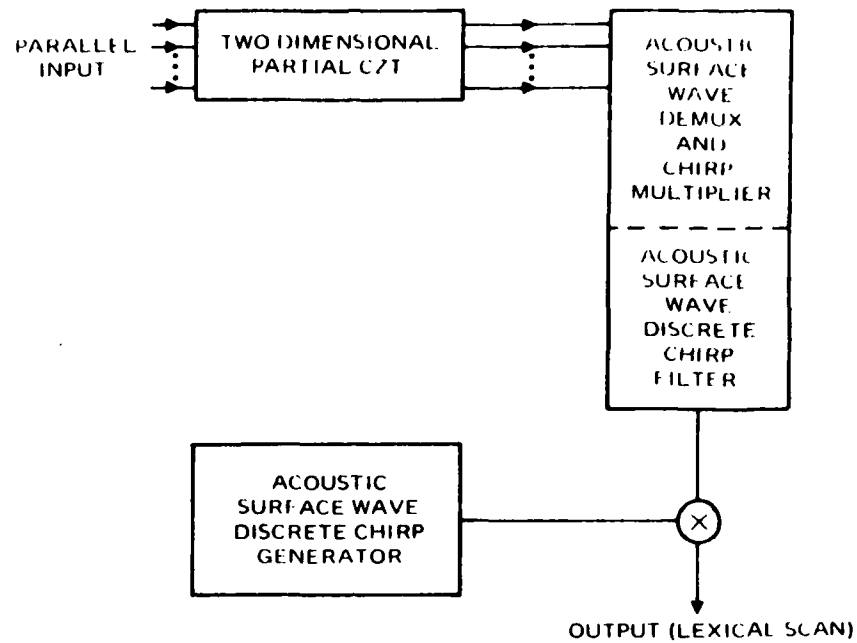 PARALLEL
INPUT
TWO DIMENSIONAL
PARTIAL CZT
ACOUSTIC
SURFACE
WAVE
DEMUX
AND
CHIRP
MULTIPLIER
ACOUSTIC
SURFACE
WAVE
DISCRETE
CHIRP
FILTER
ACOUSTIC
SURFACE WAVE
DISCRETE CHIRP
GENERATOR
OUTPUT (LEXICAL SCAN)